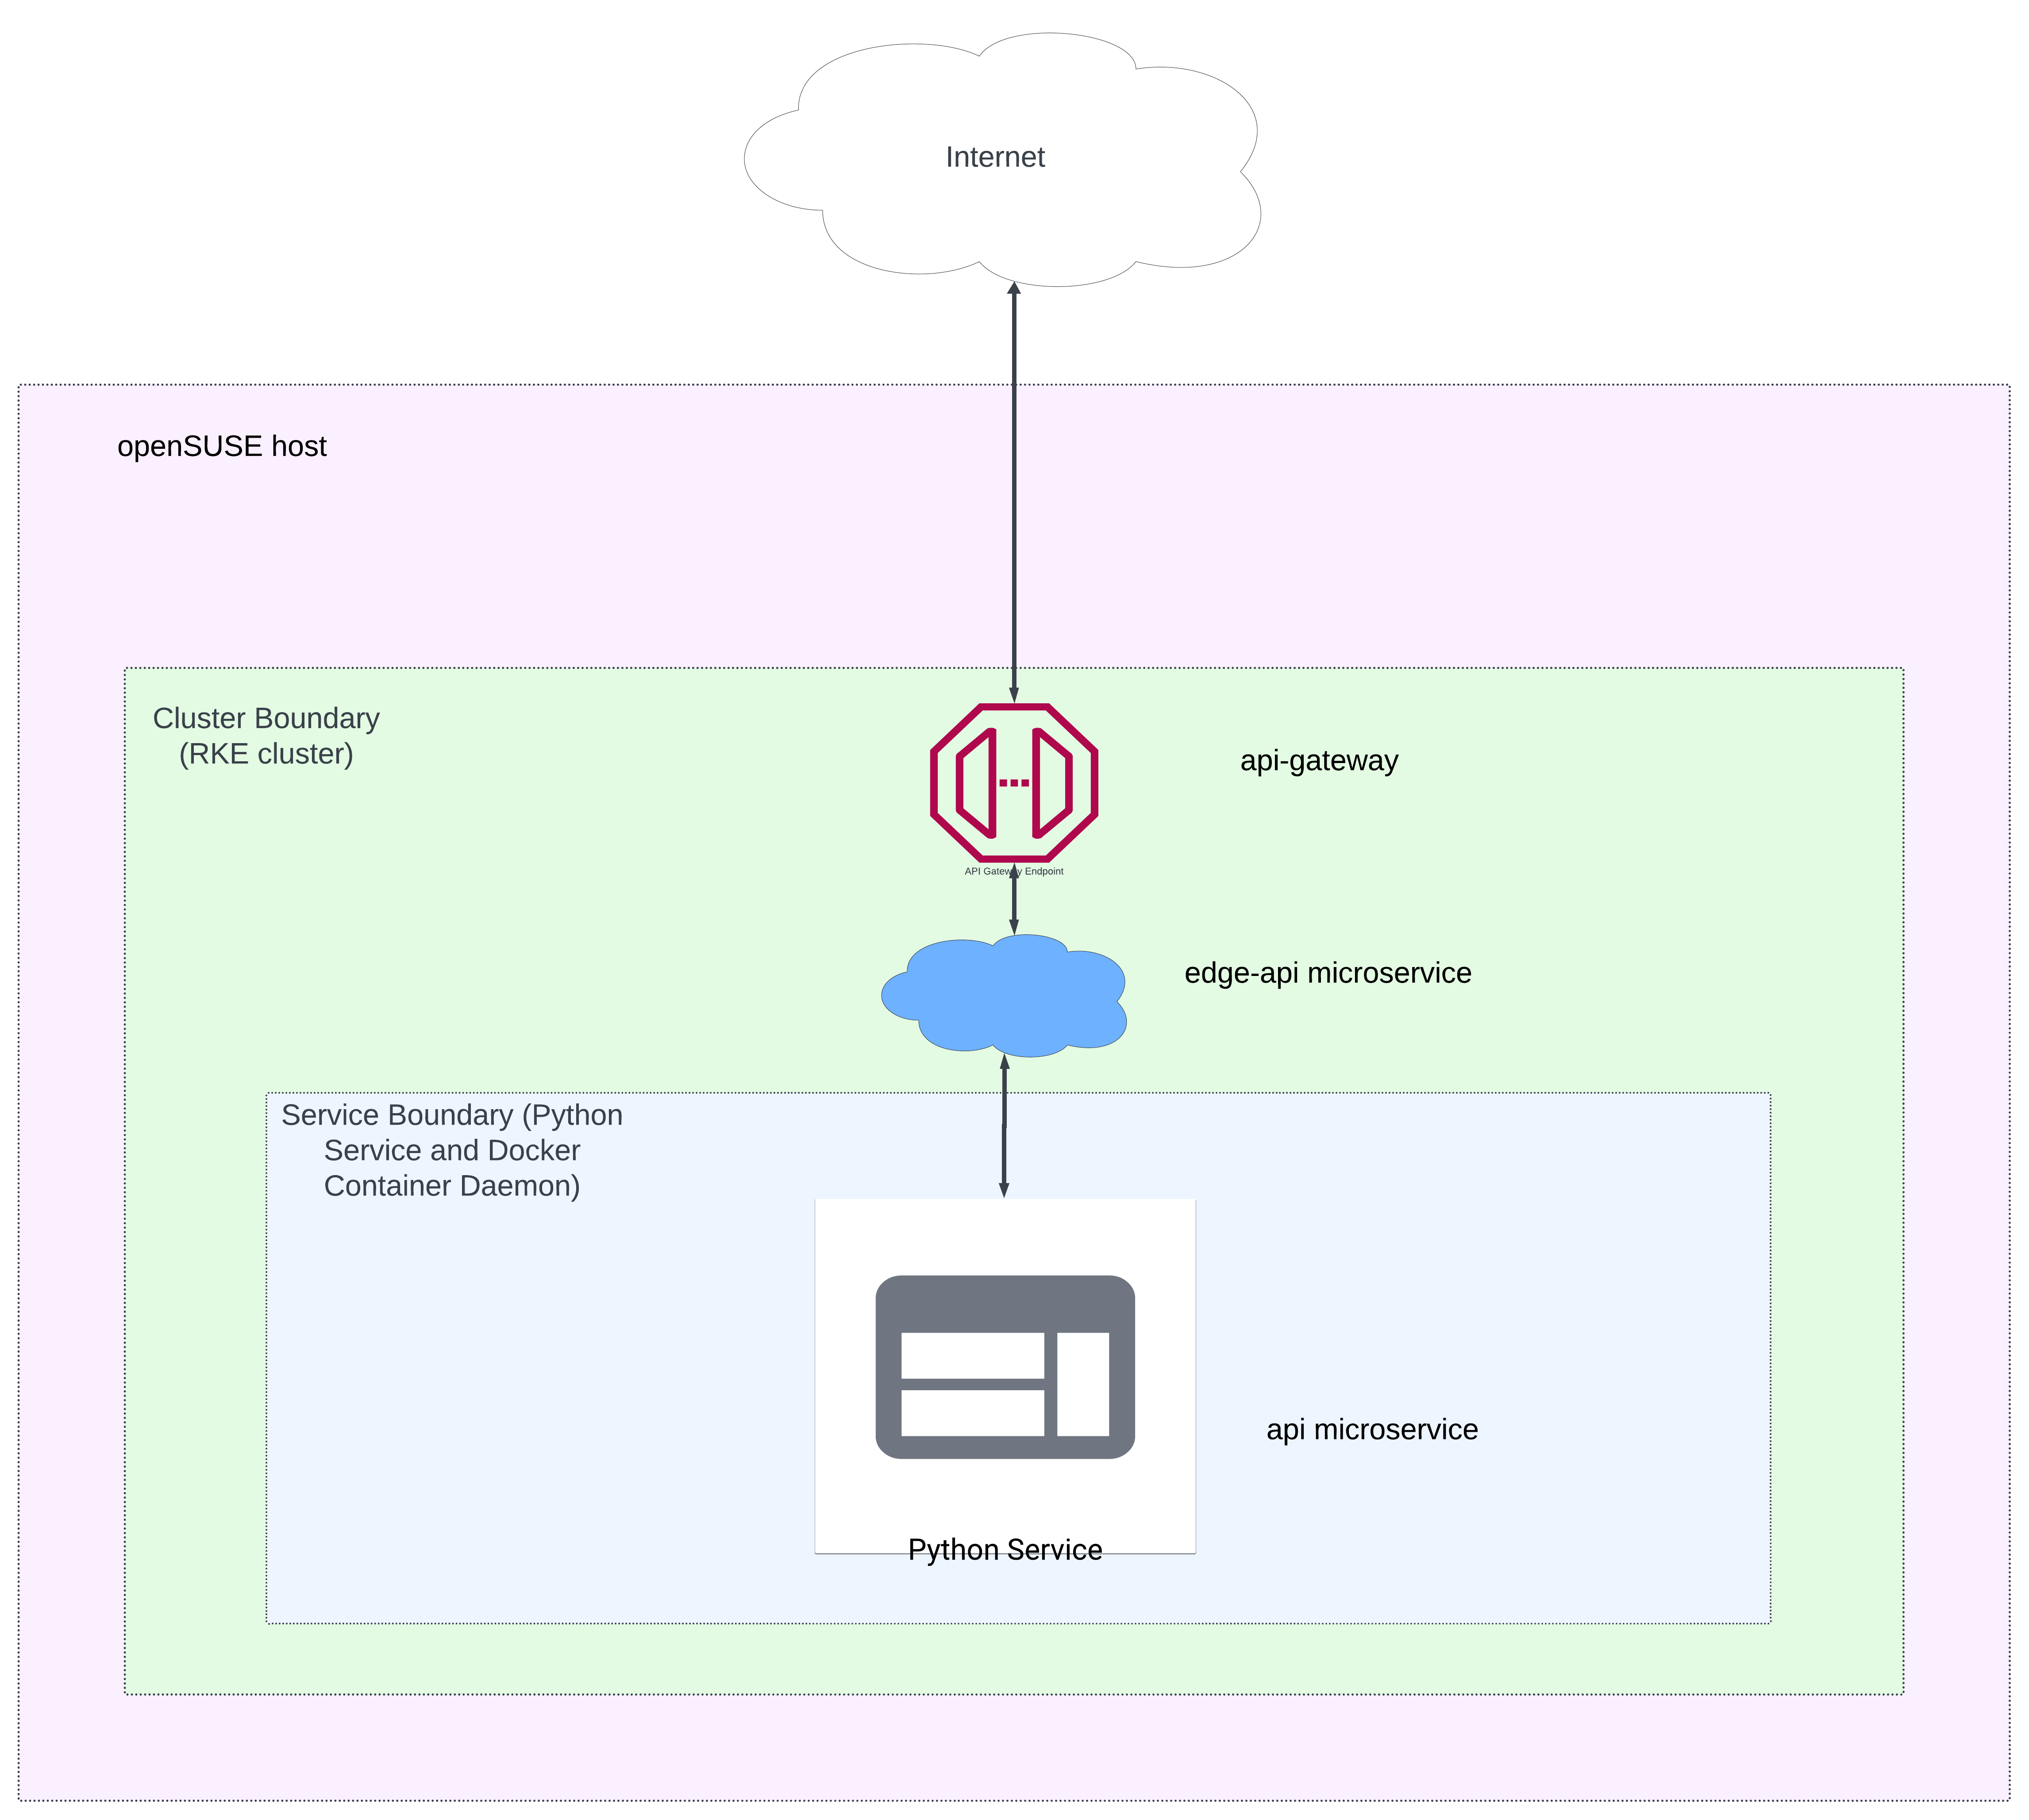 Internet
openSUSE host
Cluster Boundary
(RKE cluster)
api-gateway
API Gateway Endpoint
edge-api microservice
Service Boundary (Python
Service and Docker
Container Daemon)
api microservice
Python Service